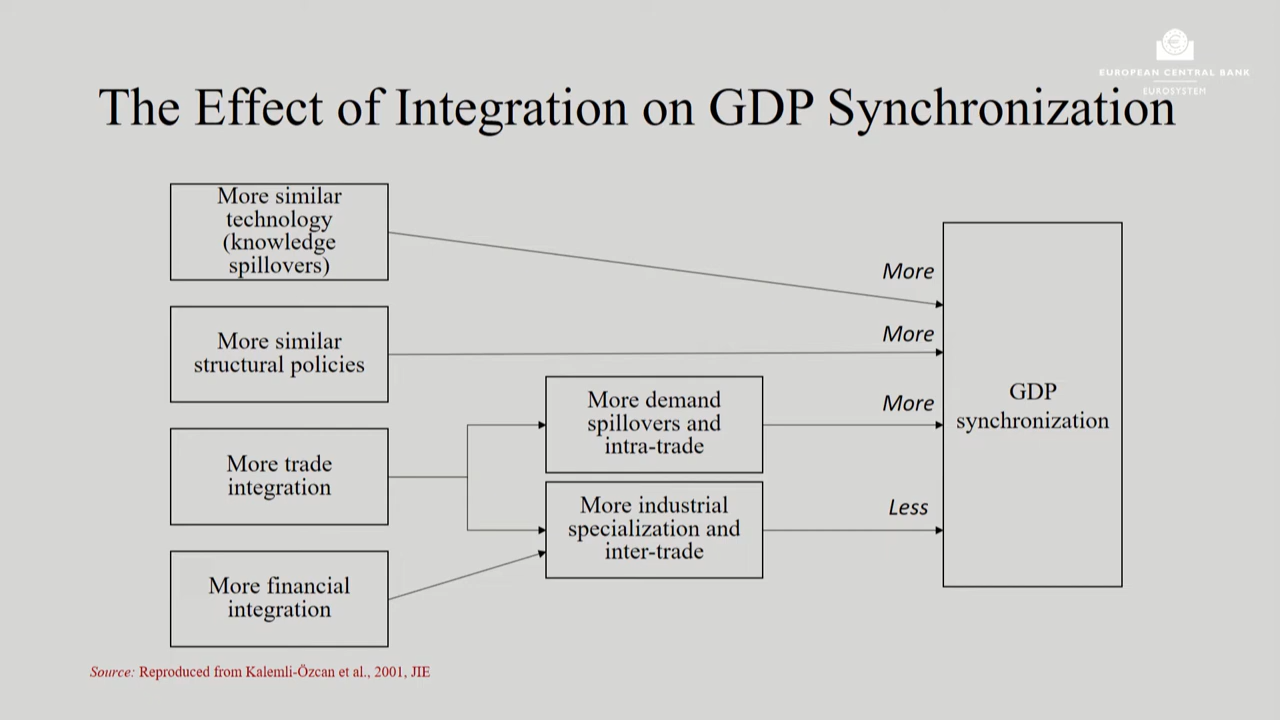 EUROPEAN CENTRAL BANK
EUROSYSTEM
The Effect of Integration on GDP Synchronization
More similar
technology
(knowledge
spillovers)
More
More similar
structural policies
More
More demand
spillovers and
intra-trade
More
GDP
synchronization
More trade
integration
More industrial
specialization and
inter-trade
Less
More financial
integration
Source: Reproduced from Kalemli-Özcan et al., 2001, JIE